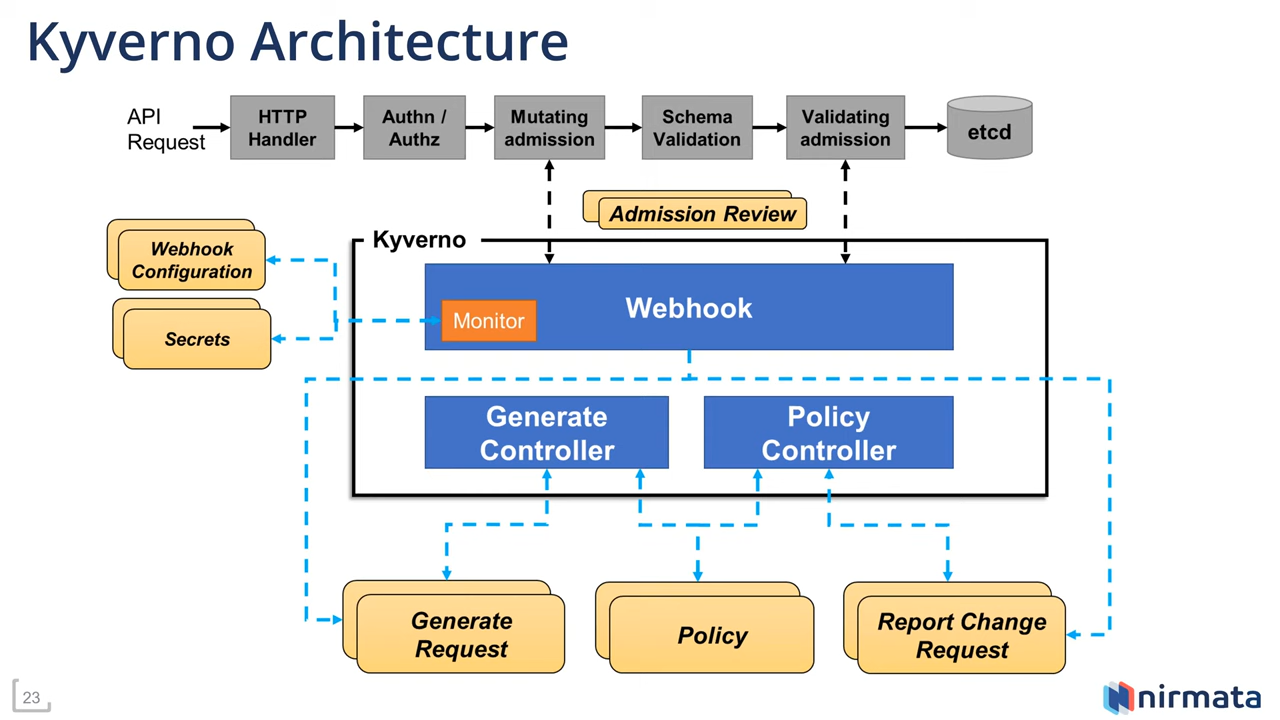 Kyverno Architecture
API
Request
HTTP
Handler
Authn /
Authz
Mutating
admission
Schema
Validation
Validating
admission
etcd
Admission Review
Kyverno
Webhook
Configuration
Secrets
Monitor
Webhook
Generate
Controller
Policy
Controller
Generate
Request
Policy
Report Change
Request
23
nirmata